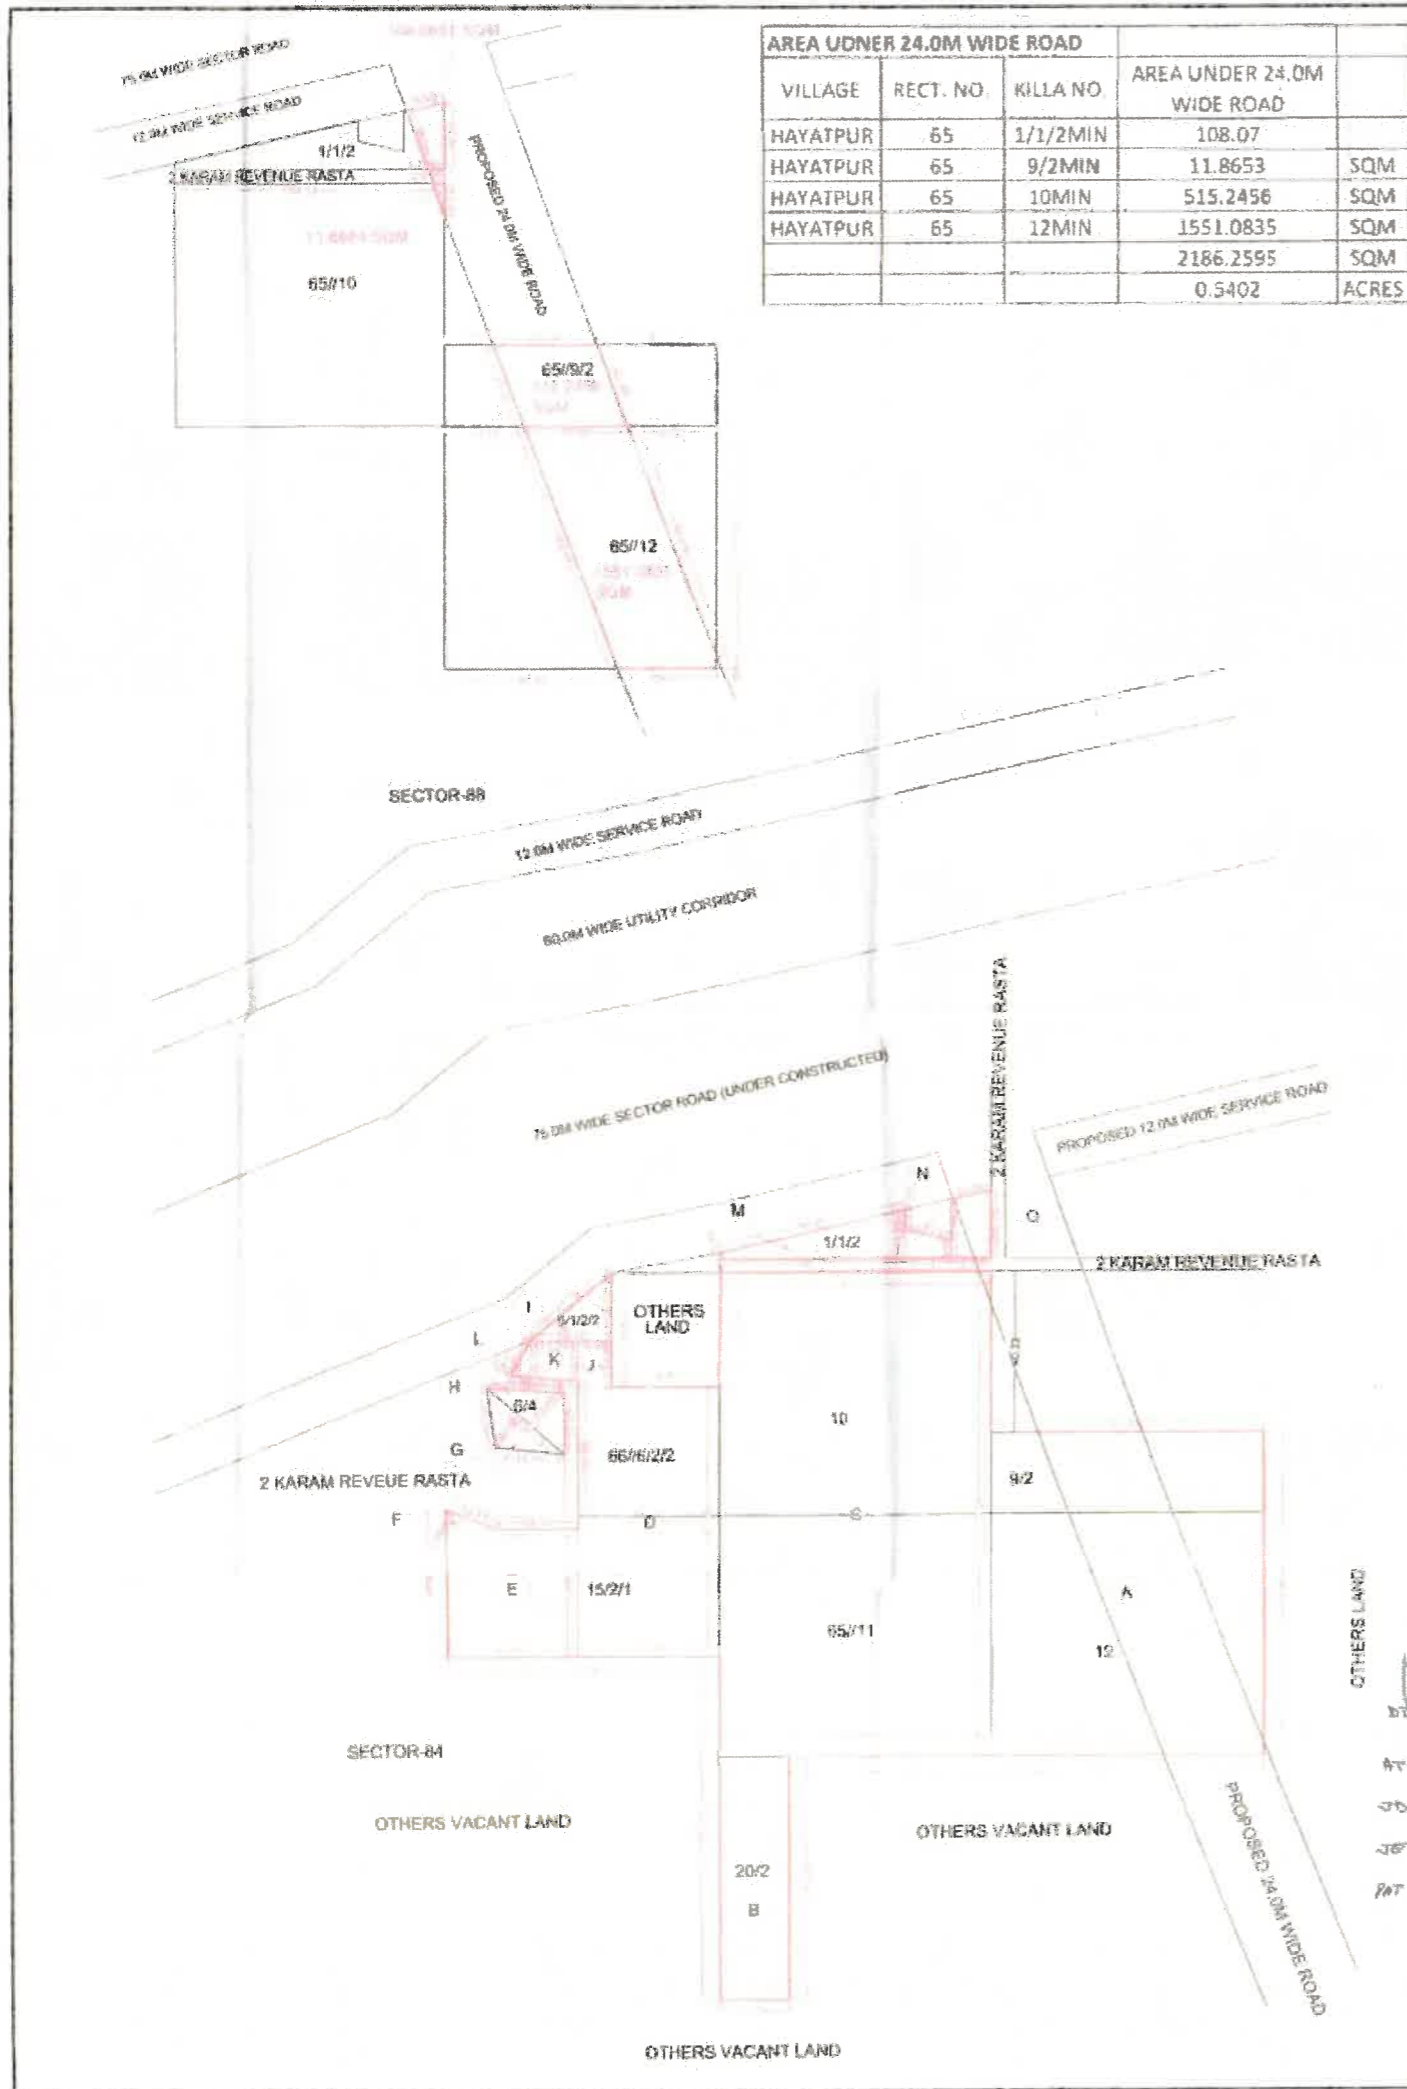 AREA UDNER 24.0M WIDE ROAD
VILLAGE RECT. NO. KILLA NO. AREA UNDER 24.0M WIDE ROAD
HAYATPUR 65 1/1/2MIN 108.07
HAYATPUR 65 9/2MIN 11.8653 SQM
HAYATPUR 65 10MIN 515.2456 SQM
HAYATPUR 65 12MIN 1551.0835 SQM
2186.2595 SQM
0.5402 ACRES
75.0M WIDE SECTOR ROAD
12.0M WIDE SERVICE ROAD
1/1/2
2 KARAM REVENUE RASTA
PROPOSED 24.0M WIDE ROAD
65//10
65//9/2
65//12
SECTOR-88
12.0M WIDE SERVICE ROAD
60.0M WIDE UTILITY CORRIDOR
75.0M WIDE SECTOR ROAD (UNDER CONSTRUCTED)
2 KARAM REVENUE RASTA
PROPOSED 12.0M WIDE SERVICE ROAD
N
M
O
1/1/2
2 KARAM REVENUE RASTA
I
OTHERS
LAND
L
K
J
H
6/4
10
G
66//6/2/2
9/2
2 KARAM REVEUE RASTA
F
D
C
E
15/2/1
A
65//11
12
OTHERS LAND
SECTOR-84
OTHERS VACANT LAND
OTHERS VACANT LAND
PROPOSED 24.0M WIDE ROAD
20/2
B
OTHERS VACANT LAND